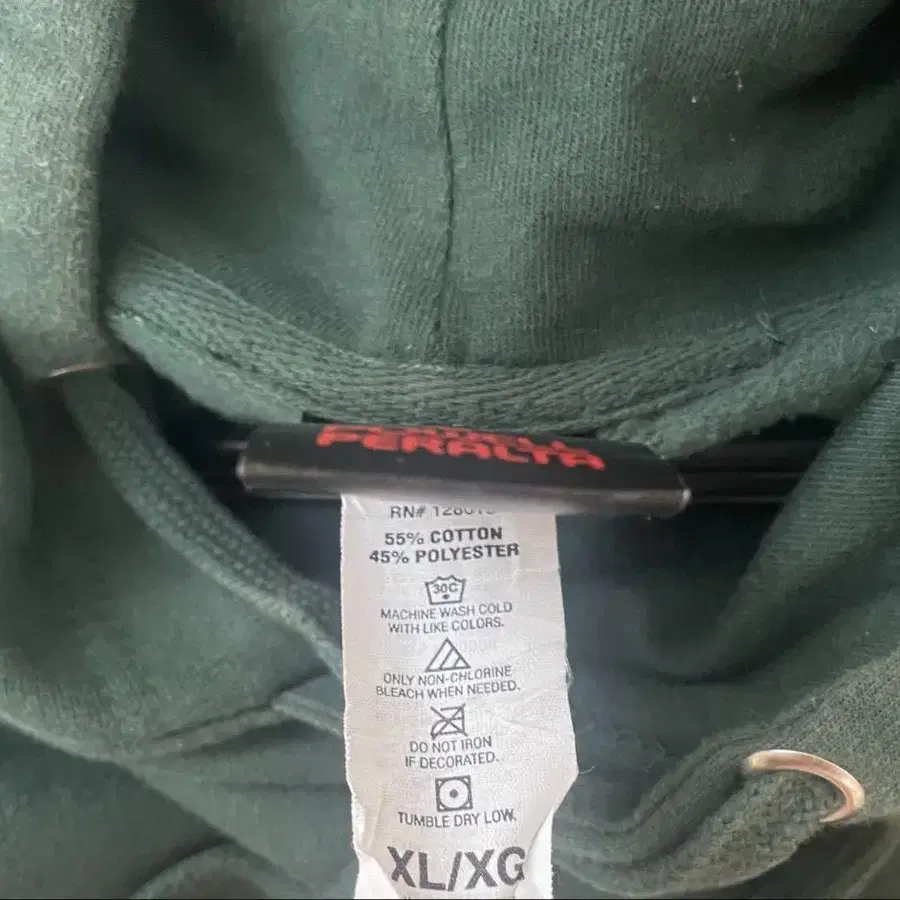 PERALTA
RN#
55% COTTON
45% POLYESTER
30C
MACHINE WASH COLD
WITH LIKE COLORS.
ONLY NON-CHLORINE
BLEACH WHEN NEEDED.
DO NOT IRON
IF DECORATED.
TUMBLE DRY LOW.
XL/XG